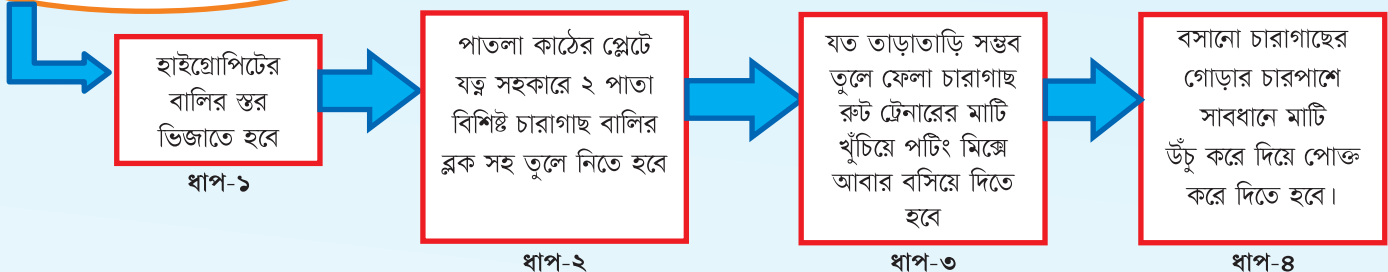 হাইগ্রোপিটের
বালির স্তর
ভিজাতে হবে
ধাপ-১
পাতলা কাঠের প্লেটে
যত্ন সহকারে ২ পাতা
বিশিষ্ট চারাগাছ বালির
ব্লক সহ তুলে নিতে হবে
ধাপ-২
যত তাড়াতাড়ি সম্ভব
তুলে ফেলা চারাগাছ
রুট ট্রেনারের মাটি
খুঁচিয়ে পটিং মিক্সে
আবার বসিয়ে দিতে
হবে
ধাপ-৩
বসানো চারাগাছের
গোড়ার চারপাশে
সাবধানে মাটি
উঁচু করে দিয়ে পোক্ত
করে দিতে হবে।
ধাপ-৪